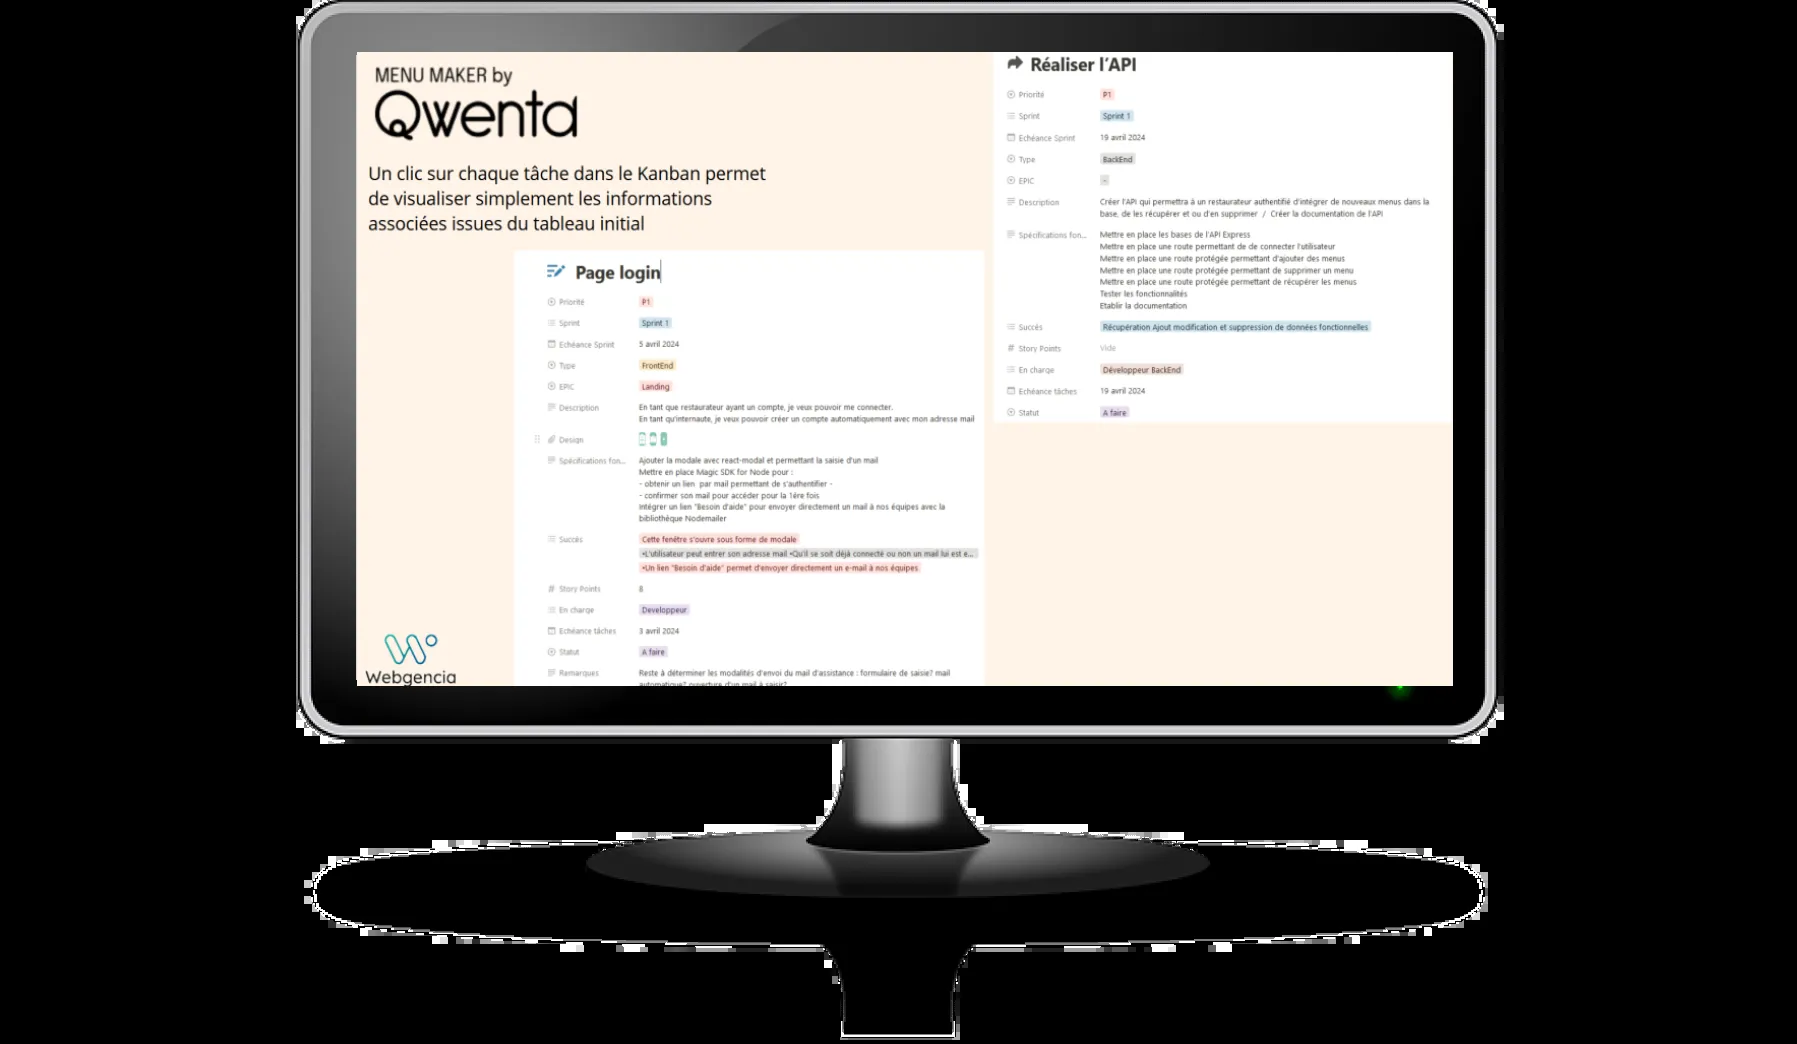 MENU MAKER by
Qwenta
Un clic sur chaque tâche dans le Kanban permet
de visualiser simplement les informations
associées issues du tableau initial
Page login
Priorité P1
Sprint Sprint 1
Echéance Sprint 5 avril 2024
Type FrontEnd
EPIC Landing
Description En tant que restaurateur ayant un compte, je veux pouvoir me connecter.
En tant qu'internaute, je veux pouvoir créer un compte automatiquement avec mon adresse mail
Design
Spécifications fon... Ajouter la modale avec react-modal et permettant la saisie d'un mail
Mettre en place Magic SDK for Node pour :
- obtenir un lien par mail permettant de s'authentifier -
- confirmer son mail pour accéder pour la 1ére fois
Intégrer un lien "Besoin d'aide" pour envoyer directement un mail à nos équipes avec la
bibliothéque Nodemailer
Succès Cette fenêtre s'ouvre sous forme de modale
•L'utilisateur peut entrer son adresse mail •Qu'il se soit déjà connecté ou non un mail lui est e...
•Un lien "Besoin d'aide" permet d'envoyer directement un e-mail à nos équipes
Story Points 8
En charge Developpeur
Echéance tâches 3 avril 2024
Statut A faire
Remarques Reste à déterminer les modalités d'envoi du mail d'assistance : formulaire de saisie? mail
automatique? ouverture d'un mail à saisir?
Webgencia
Réaliser l'API
Priorité P1
Sprint Sprint 1
Echéance Sprint 19 avril 2024
Type BackEnd
EPIC -
Description Créer l'API qui permettra à un restaurateur authentifié d'intégrer de nouveaux menus dans la
base, de les récupérer et ou d'en supprimer / Créer la documentation de l'API
Spécifications fon... Mettre en place les bases de l'API Express
Mettre en place une route permettant de de connecter l'utilisateur
Mettre en place une route protégée permettant d'ajouter des menus
Mettre en place une route protégée permettant de supprimer un menu
Mettre en place une route protégée permettant de récupérer les menus
Tester les fonctionnalités
Etablir la documentation
Succès Récupération Ajout modification et suppression de données fonctionnelles
Story Points Vide
En charge Développeur BackEnd
Echéance tâches 19 avril 2024
Statut A faire